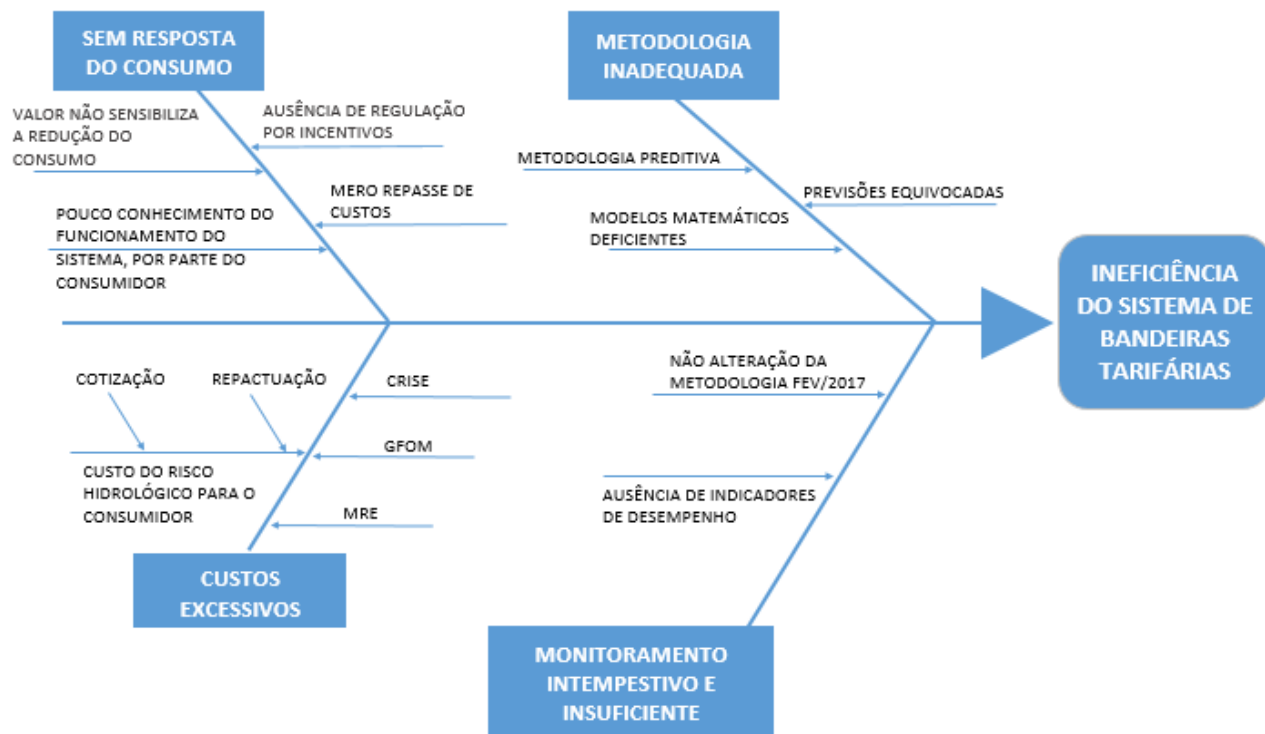 SEM RESPOSTA
DO CONSUMO
METODOLOGIA
INADEQUADA
VALOR NÃO SENSIBILIZA
A REDUÇÃO DO
CONSUMO
AUSÊNCIA DE REGULAÇÃO
POR INCENTIVOS
METODOLOGIA PREDITIVA
MERO REPASSE DE
CUSTOS
PREVISÕES EQUIVOCADAS
POUCO CONHECIMENTO DO
FUNCIONAMENTO DO
SISTEMA, POR PARTE DO
CONSUMIDOR
MODELOS MATEMÁTICOS
DEFICIENTES
INEFICIÊNCIA
DO SISTEMA DE
BANDEIRAS
TARIFÁRIAS
COTIZAÇÃO
REPACTUAÇÃO
CRISE
NÃO ALTERAÇÃO DA
METODOLOGIA FEV/2017
GFOM
CUSTO DO RISCO
HIDROLÓGICO PARA O
CONSUMIDOR
MRE
AUSÊNCIA DE INDICADORES
DE DESEMPENHO
CUSTOS
EXCESSIVOS
MONITORAMENTO
INTEMPESTIVO E
INSUFICIENTE